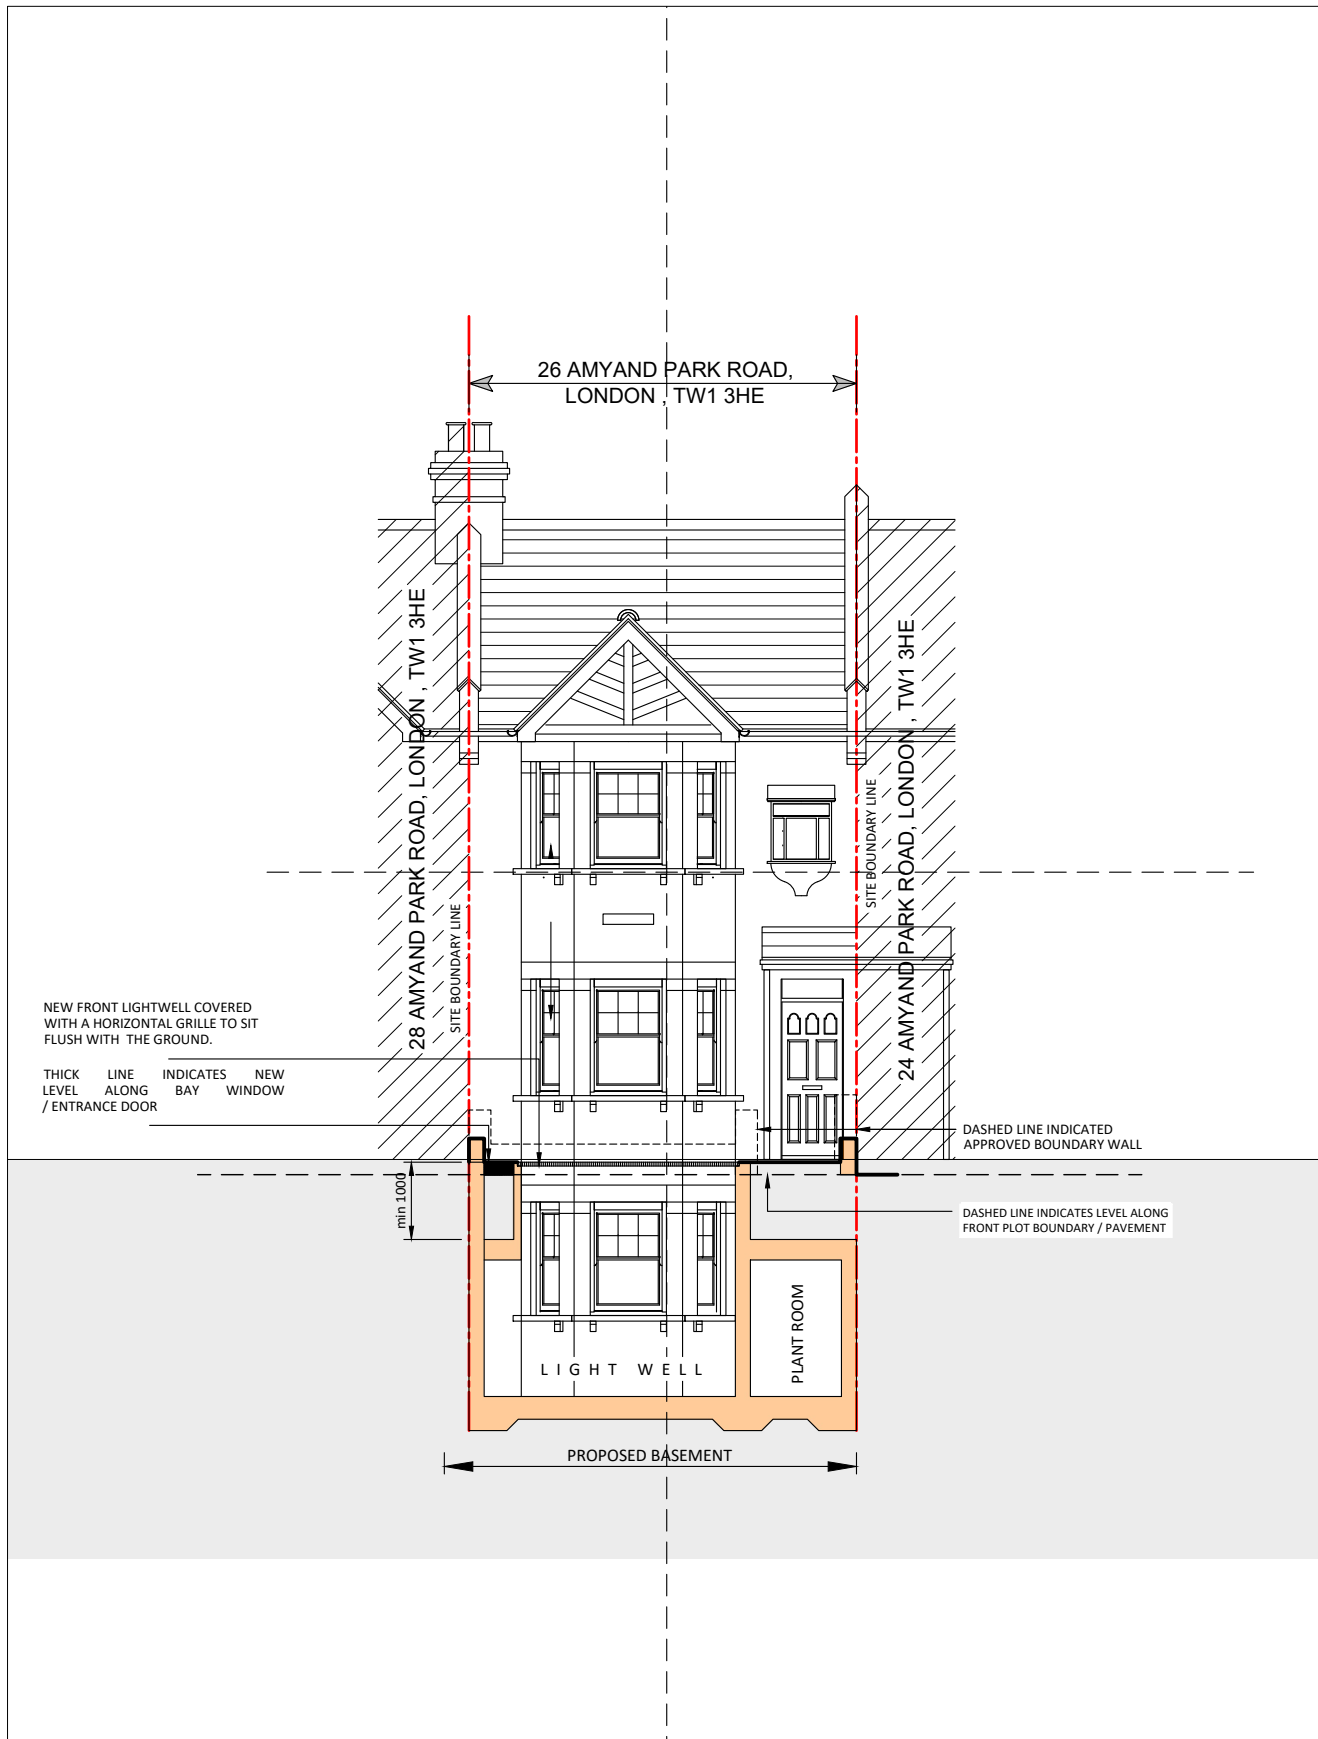 26 AMYAND PARK ROAD,
LONDON , TW1 3HE
28 AMYAND PARK ROAD, LONDON , TW1 3HE
SITE BOUNDARY LINE
SITE BOUNDARY LINE
24 AMYAND PARK ROAD, LONDON , TW1 3HE
NEW FRONT LIGHTWELL COVERED
WITH A HORIZONTAL GRILLE TO SIT
FLUSH WITH THE GROUND.
THICK LINE INDICATES NEW
LEVEL ALONG BAY WINDOW
/ ENTRANCE DOOR
DASHED LINE INDICATED
APPROVED BOUNDARY WALL
min 1000
DASHED LINE INDICATES LEVEL ALONG
FRONT PLOT BOUNDARY / PAVEMENT
PLANT ROOM
LIGHT WELL
PROPOSED BASEMENT